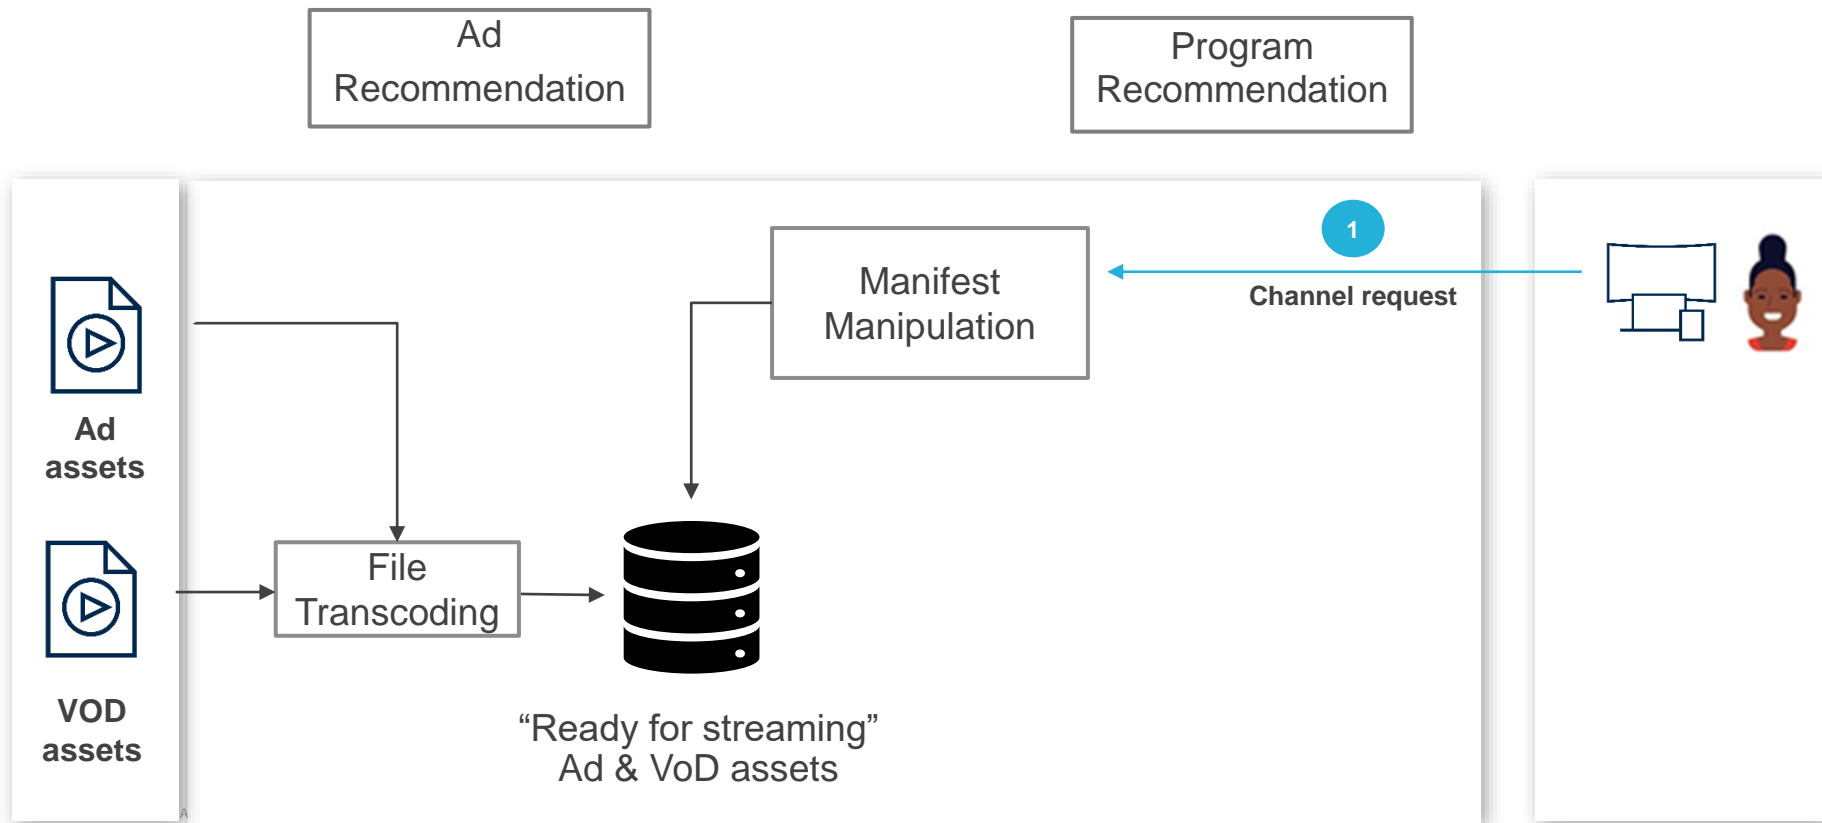 Ad
Recommendation
Program
Recommendation
1
Channel request
Manifest
Manipulation
Ad
assets
File
Transcoding
VOD
assets
“Ready for streaming”
Ad & VoD assets
A